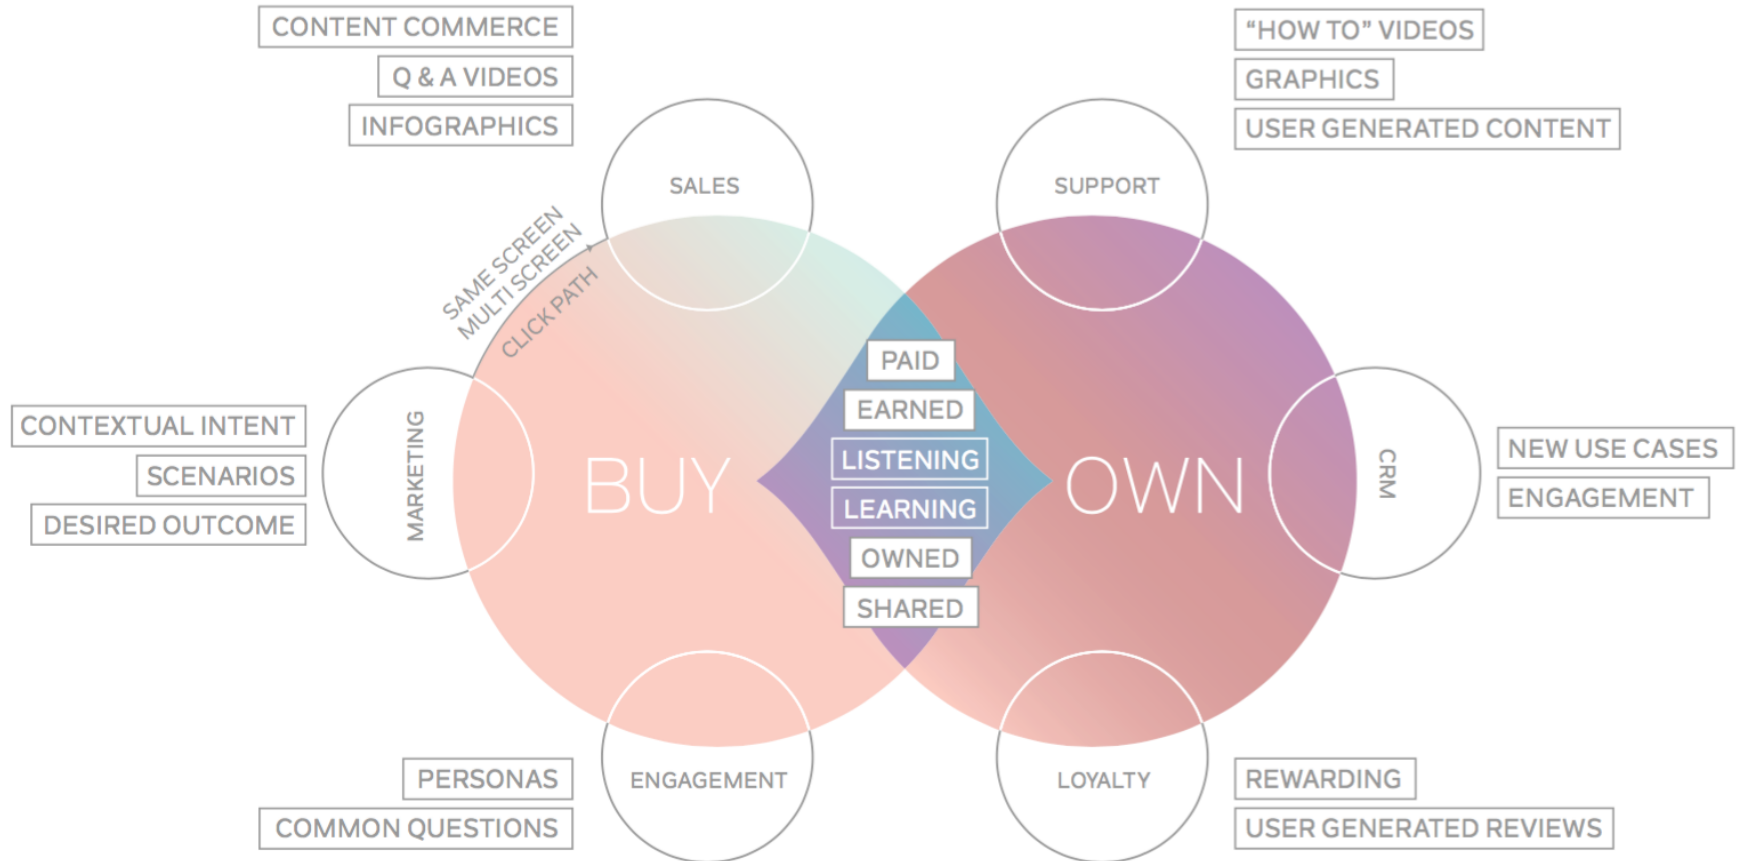 CONTENT COMMERCE
Q & A VIDEOS
INFOGRAPHICS
SALES
SAME SCREEN
MULTI SCREEN
CLICK PATH
CONTEXTUAL INTENT
SCENARIOS
DESIRED OUTCOME
MARKETING
BUY
PERSONAS
COMMON QUESTIONS
ENGAGEMENT
PAID
EARNED
LISTENING
LEARNING
OWNED
SHARED
“HOW TO” VIDEOS
GRAPHICS
USER GENERATED CONTENT
SUPPORT
OWN
CRM
NEW USE CASES
ENGAGEMENT
LOYALTY
REWARDING
USER GENERATED REVIEWS